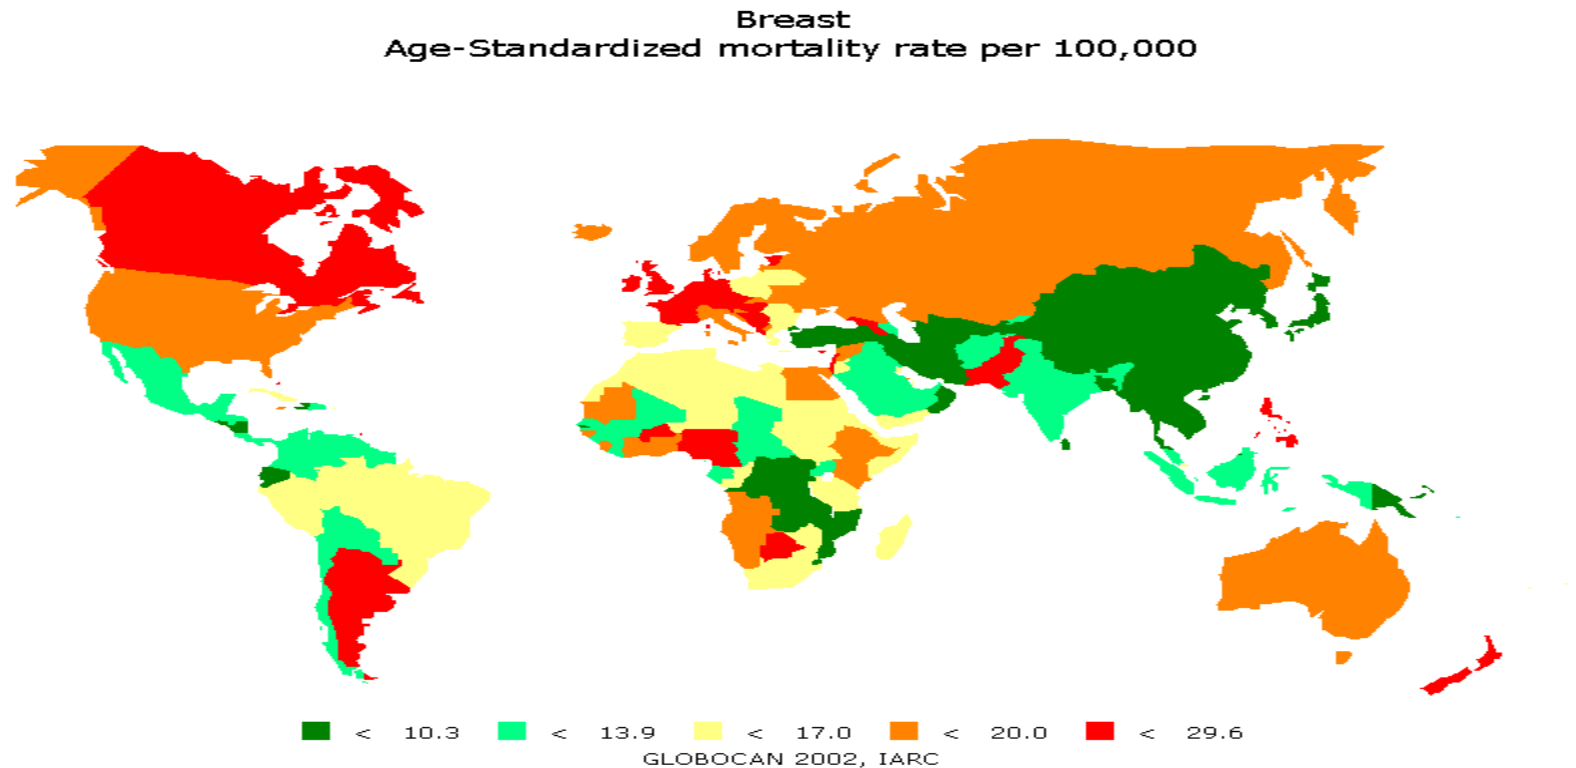 Breast
Age-Standardized mortality rate per 100,000
< 10.3 < 13.9 < 17.0 < 20.0 < 29.6
GLOBOCAN 2002, IARC